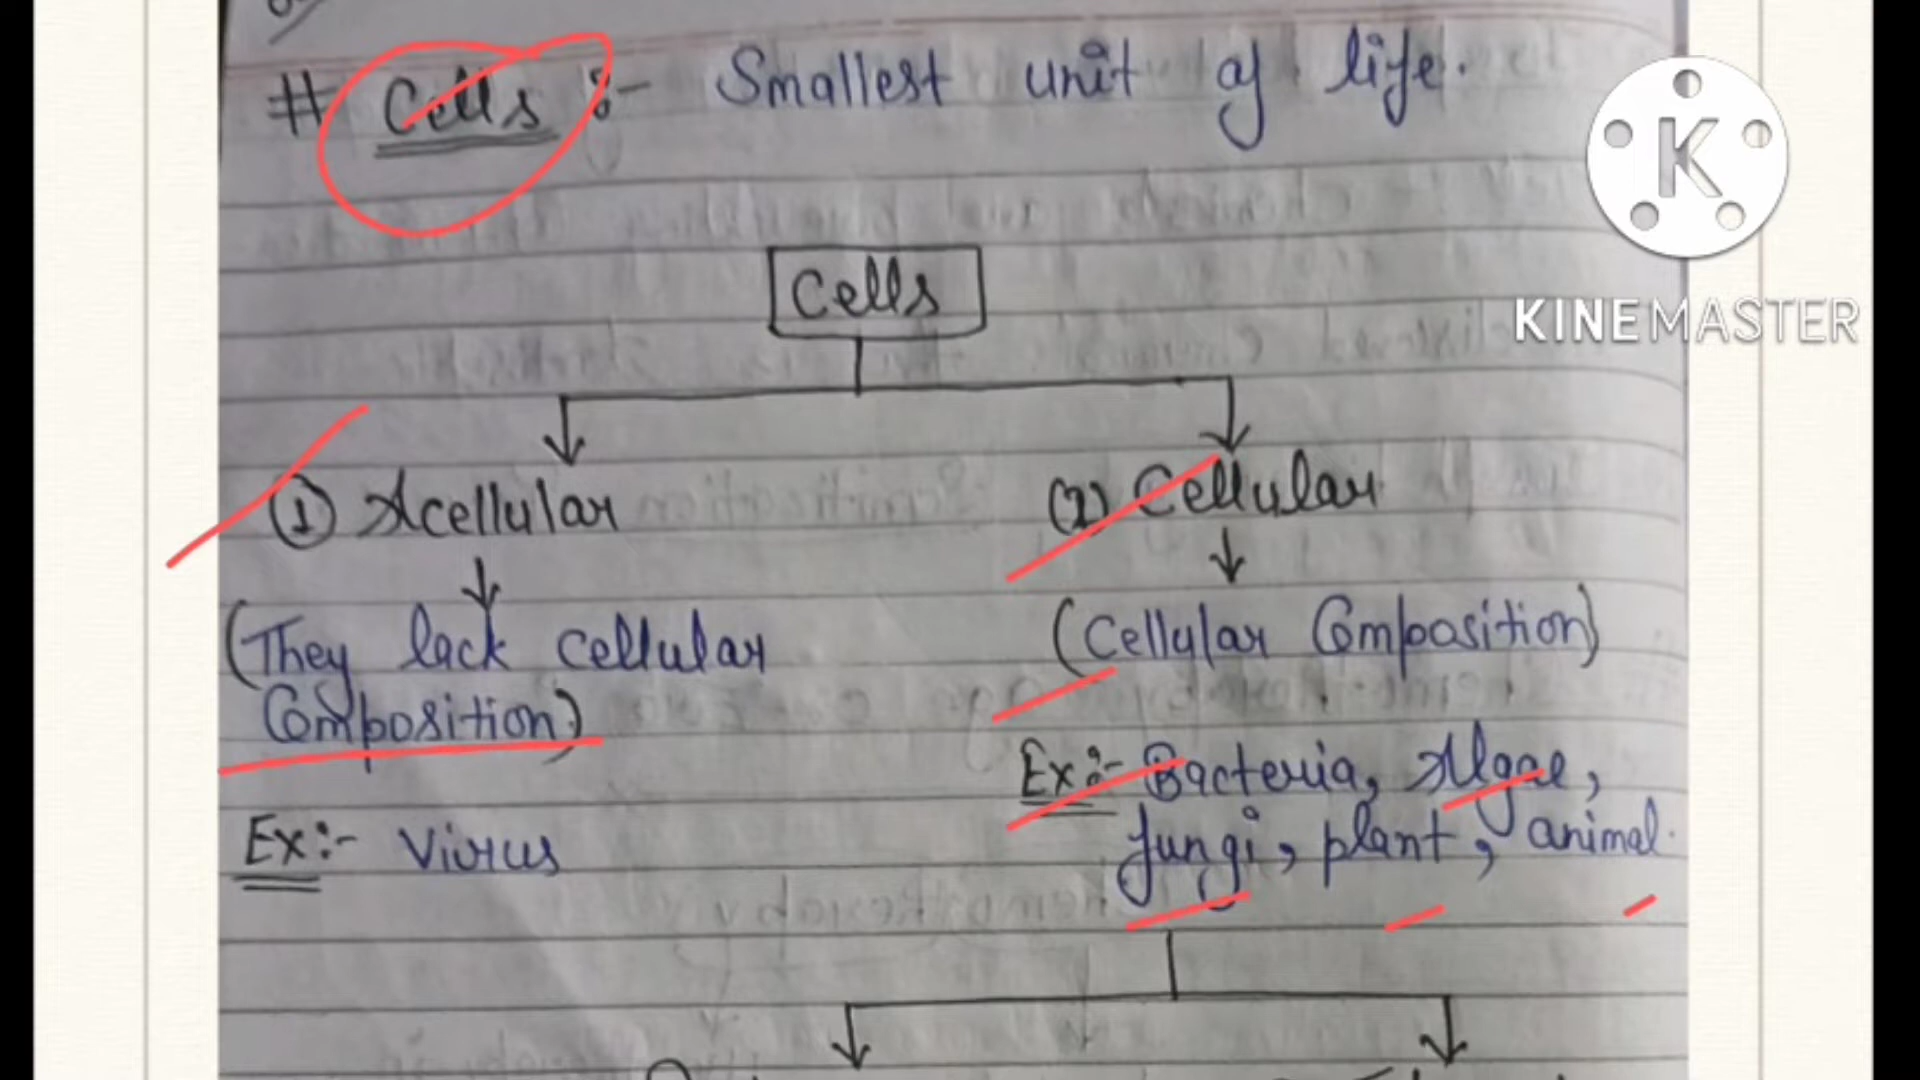 # Cells :- Smallest unit of life.
Cells
① Acellular
(2) Cellular
(They lack cellular
Composition)
(Cellular Composition)
Ex:- Virus
Ex:- Bacteria, Algae,
fungi, plant, animal.
K
KINEMASTER